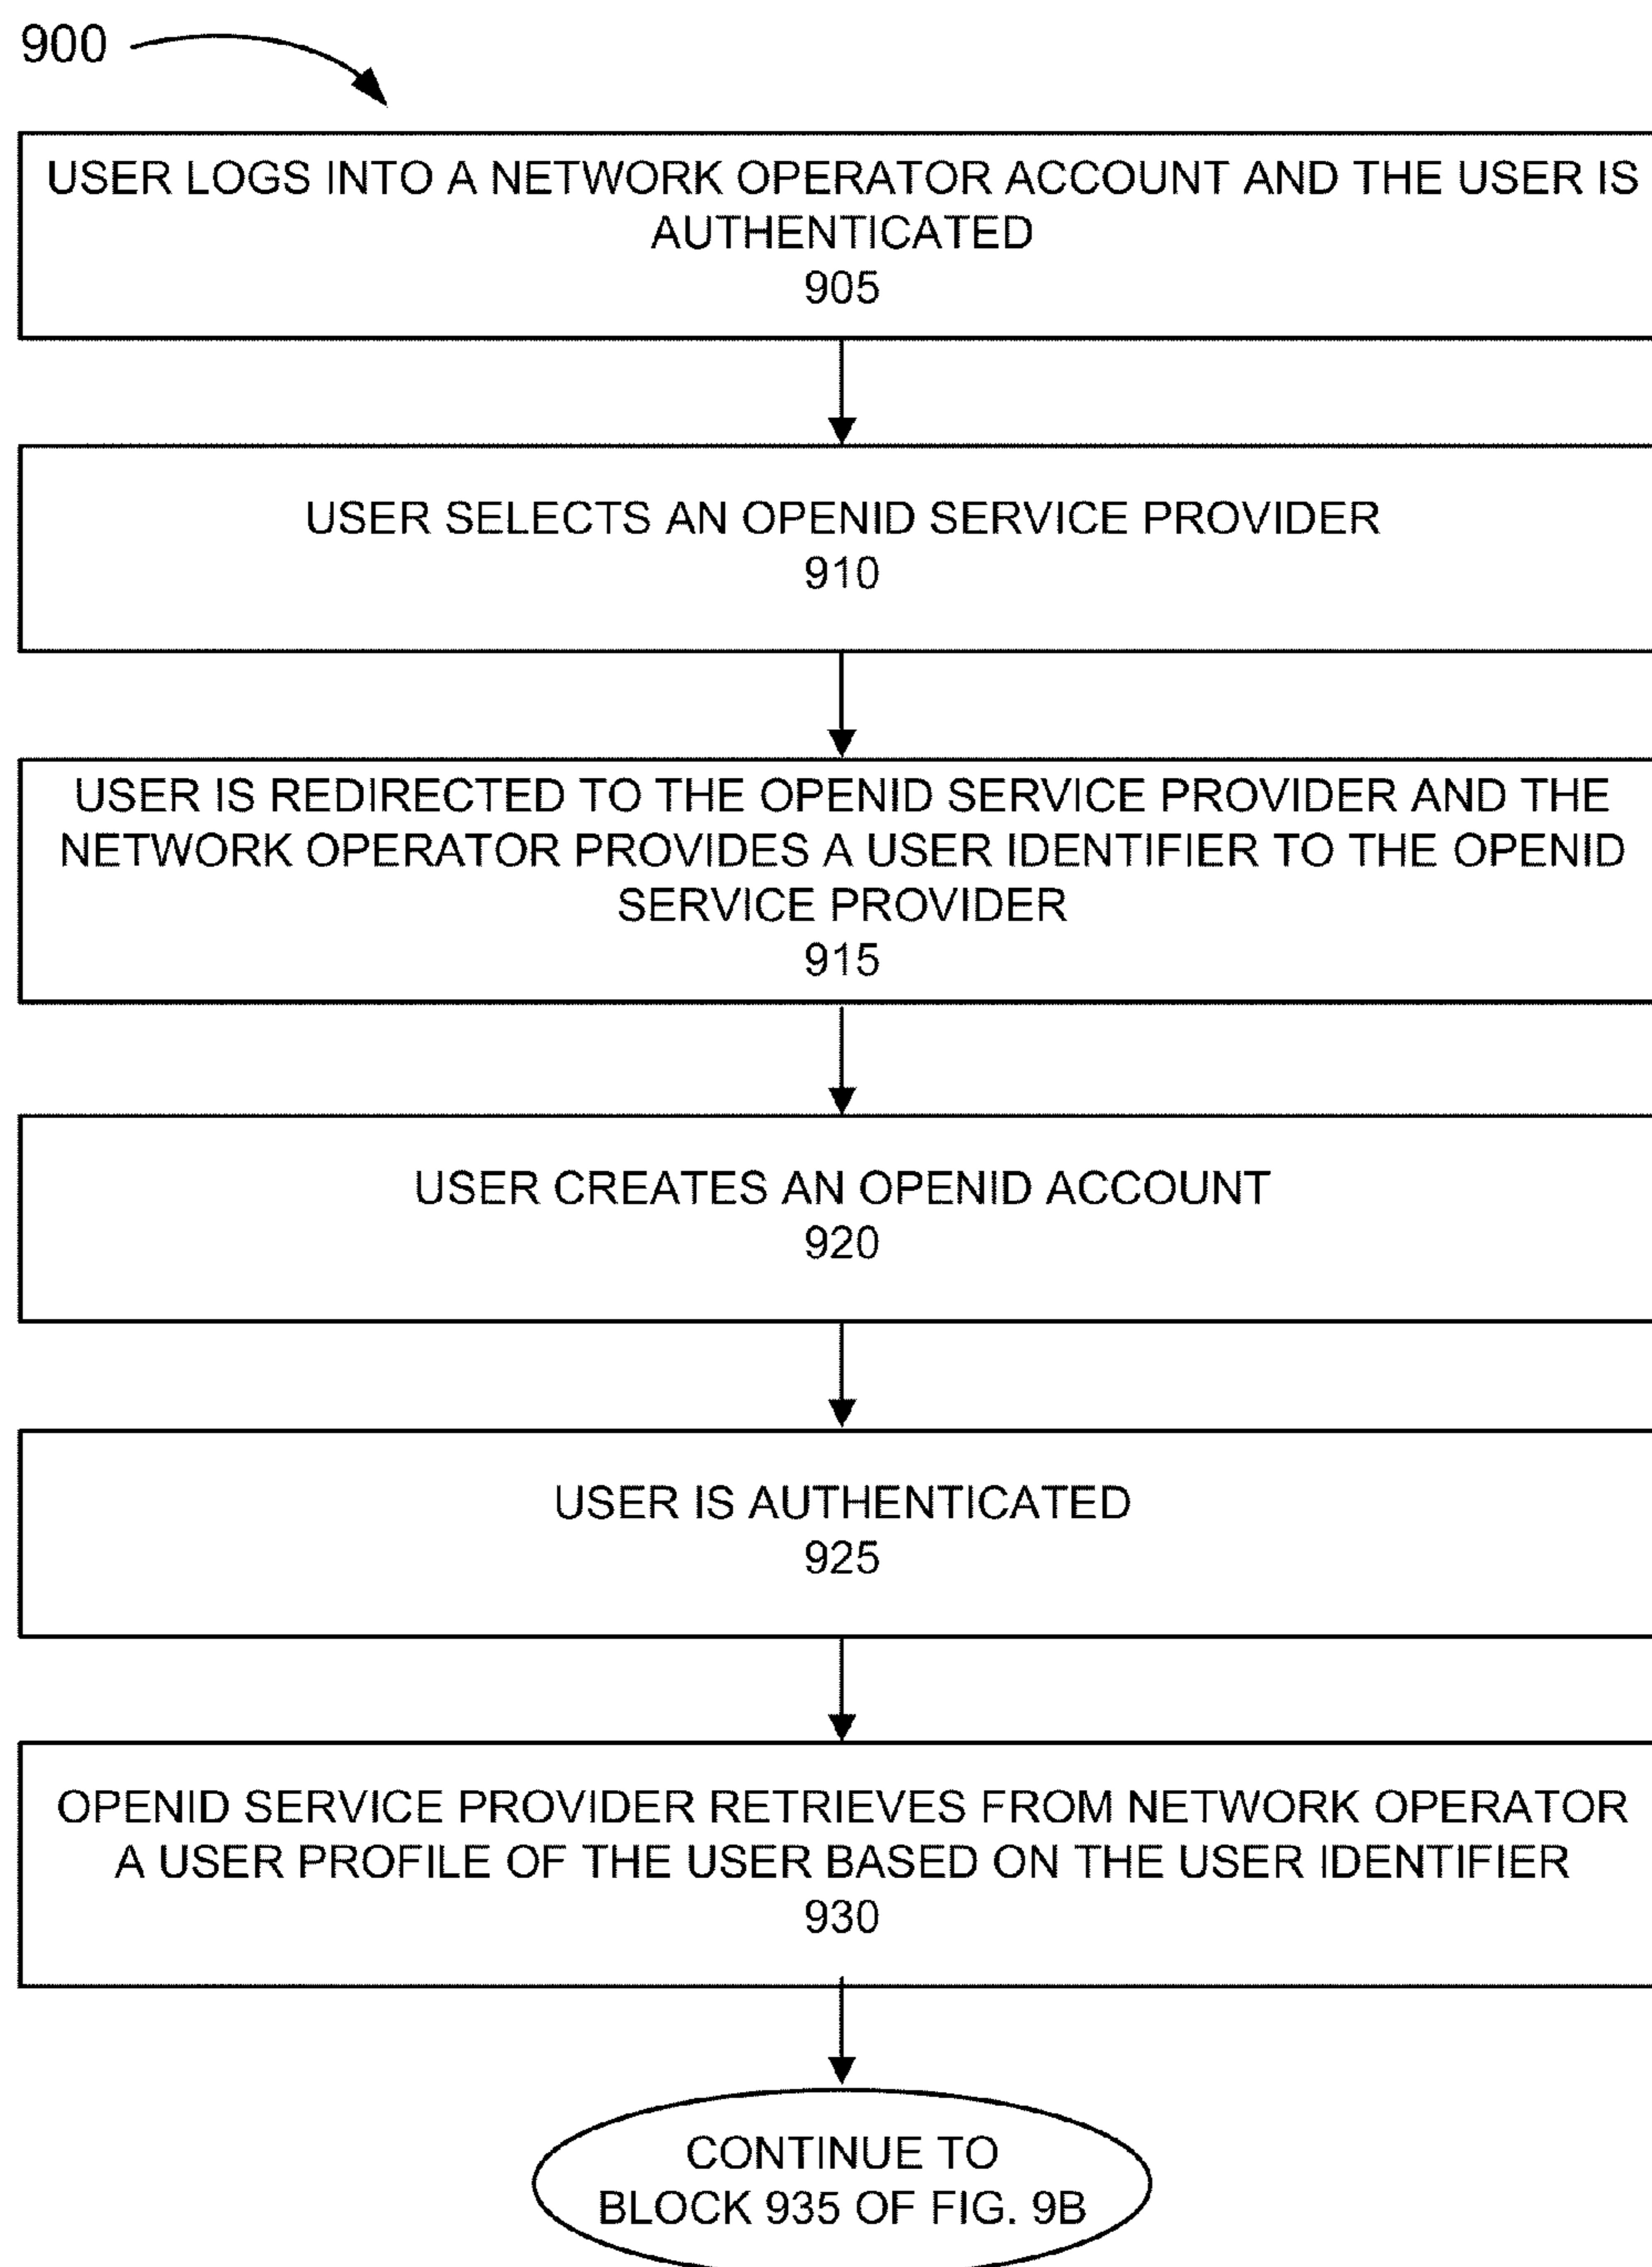 900
USER LOGS INTO A NETWORK OPERATOR ACCOUNT AND THE USER IS
AUTHENTICATED
905
USER SELECTS AN OPENID SERVICE PROVIDER
910
USER IS REDIRECTED TO THE OPENID SERVICE PROVIDER AND THE
NETWORK OPERATOR PROVIDES A USER IDENTIFIER TO THE OPENID
SERVICE PROVIDER
915
USER CREATES AN OPENID ACCOUNT
920
USER IS AUTHENTICATED
925
OPENID SERVICE PROVIDER RETRIEVES FROM NETWORK OPERATOR
A USER PROFILE OF THE USER BASED ON THE USER IDENTIFIER
930
CONTINUE TO
BLOCK 935 OF FIG. 9B